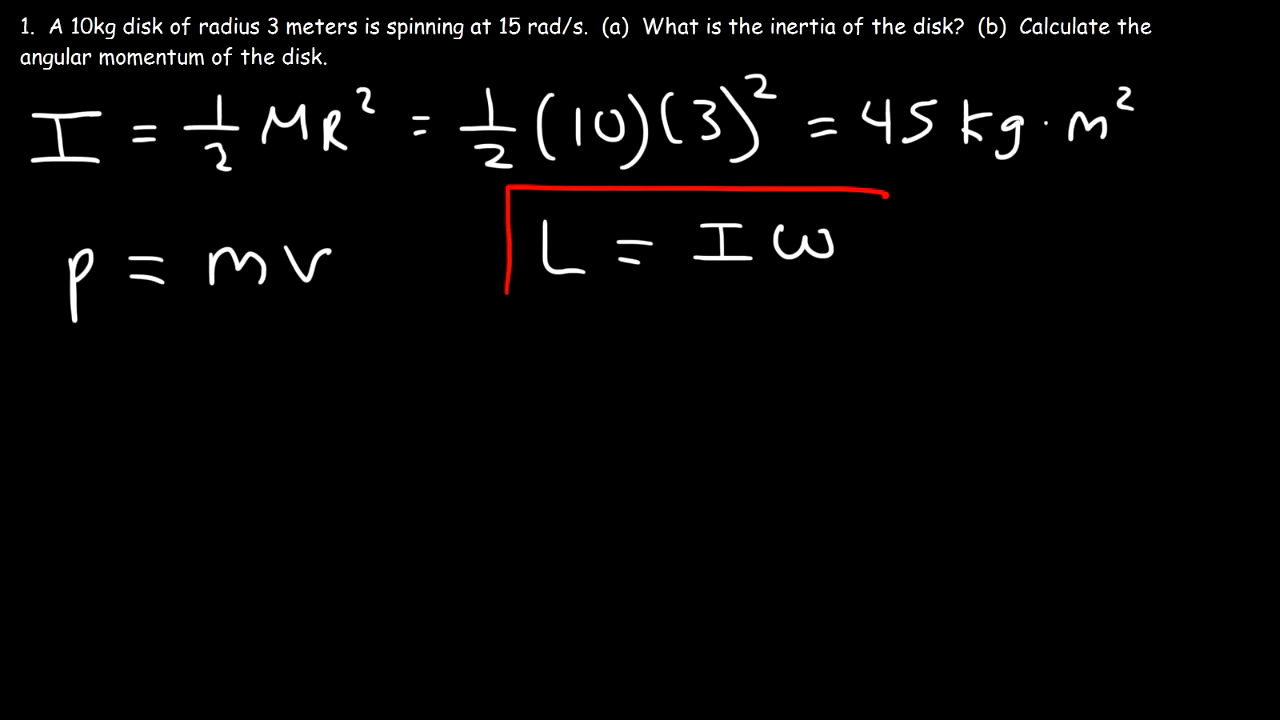 1. A 10kg disk of radius 3 meters is spinning at 15 rad/s. (a) What is the inertia of the disk? (b) Calculate the
angular momentum of the disk.
I = 1/2 MR² = 1/2 (10)(3)² = 45 kg · m²
p = mv
L = Iω